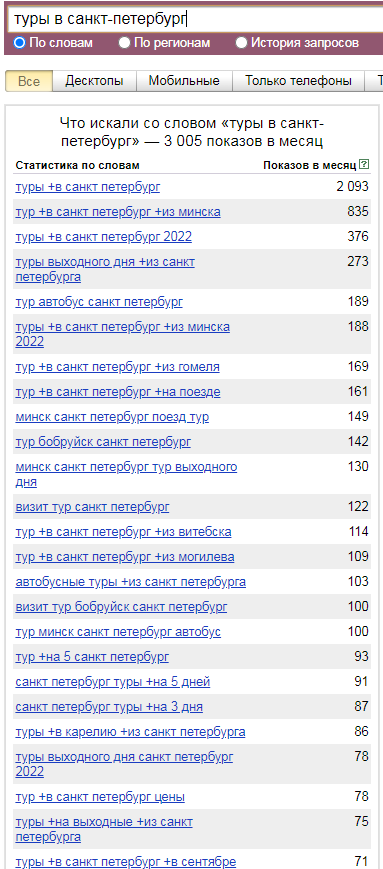 туры в санкт-петербург
По словам По регионам История запросов
Все Десктопы Мобильные Только телефоны Т
Что искали со словом «туры в санкт-
петербург» — 3 005 показов в месяц
Статистика по словам Показов в месяц ?
туры +в санкт петербург 2 093
тур +в санкт петербург +из минска 835
туры +в санкт петербург 2022 376
туры выходного дня +из санкт 273
петербурга
тур автобус санкт петербург 189
туры +в санкт петербург +из минска 188
2022
тур +в санкт петербург +из гомеля 169
тур +в санкт петербург +на поезде 161
минск санкт петербург поезд тур 149
тур бобруйск санкт петербург 142
минск санкт петербург тур выходного 130
дня
визит тур санкт петербург 122
тур +в санкт петербург +из витебска 114
тур +в санкт петербург +из могилева 109
автобусные туры +из санкт петербурга 103
визит тур бобруйск санкт петербург 100
тур минск санкт петербург автобус 100
тур +на 5 санкт петербург 93
санкт петербург туры +на 5 дней 91
санкт петербург туры +на 3 дня 87
туры +в карелию +из санкт петербурга 86
туры выходного дня санкт петербург 78
2022
тур +в санкт петербург цены 78
туры +на выходные +из санкт 75
петербурга
туры +в санкт петербург +в сентябре 71